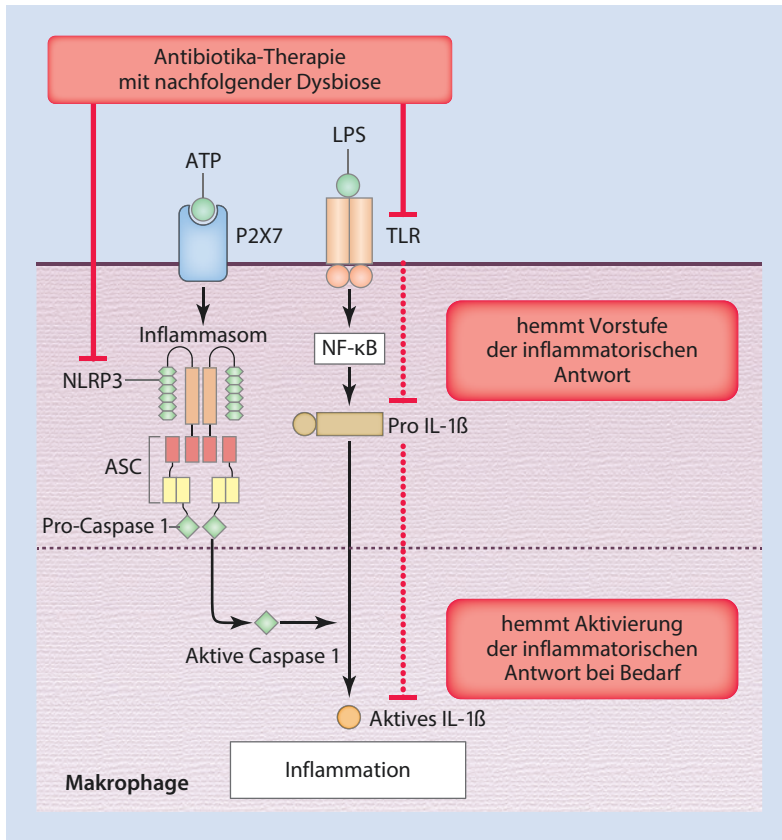 Antibiotika-Therapie
mit nachfolgender Dysbiose
LPS
ATP
P2X7
TLR
Inflammasom
NF-κB
hemmt Vorstufe
der inflammatorischen
Antwort
NLRP3
Pro IL-1ß
ASC
Pro-Caspase 1
Aktive Caspase 1
hemmt Aktivierung
der inflammatorischen
Antwort bei Bedarf
Aktives IL-1ß
Inflammation
Makrophage